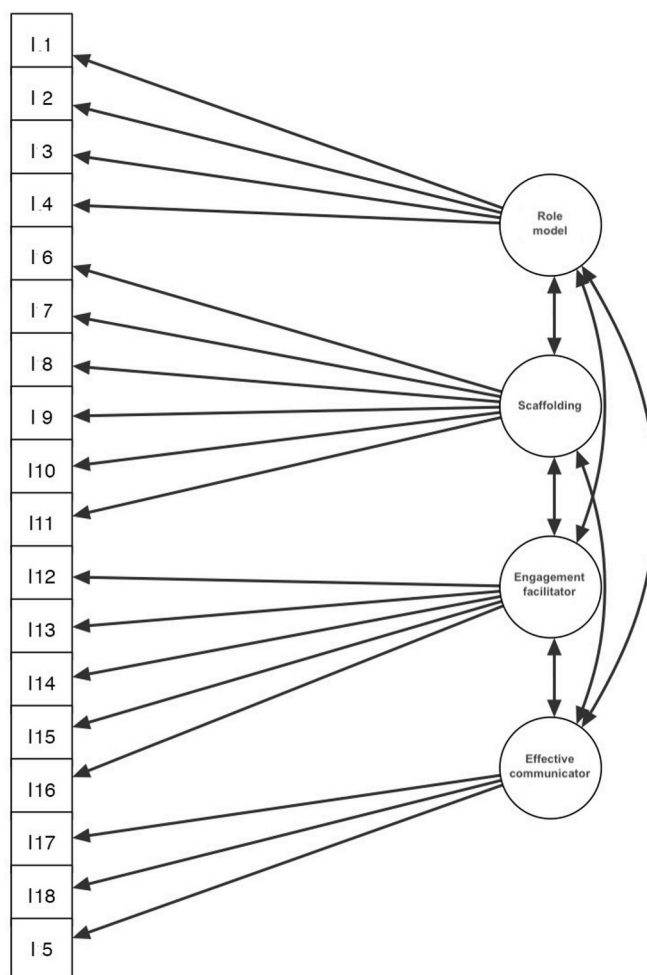 I 1
I 2
I 3
I 4
I 6
I 7
I 8
I 9
I10
I11
I12
I13
I14
I15
I16
I17
I18
I 5
Role
model
Scaffolding
Engagement
facilitator
Effective
communicator